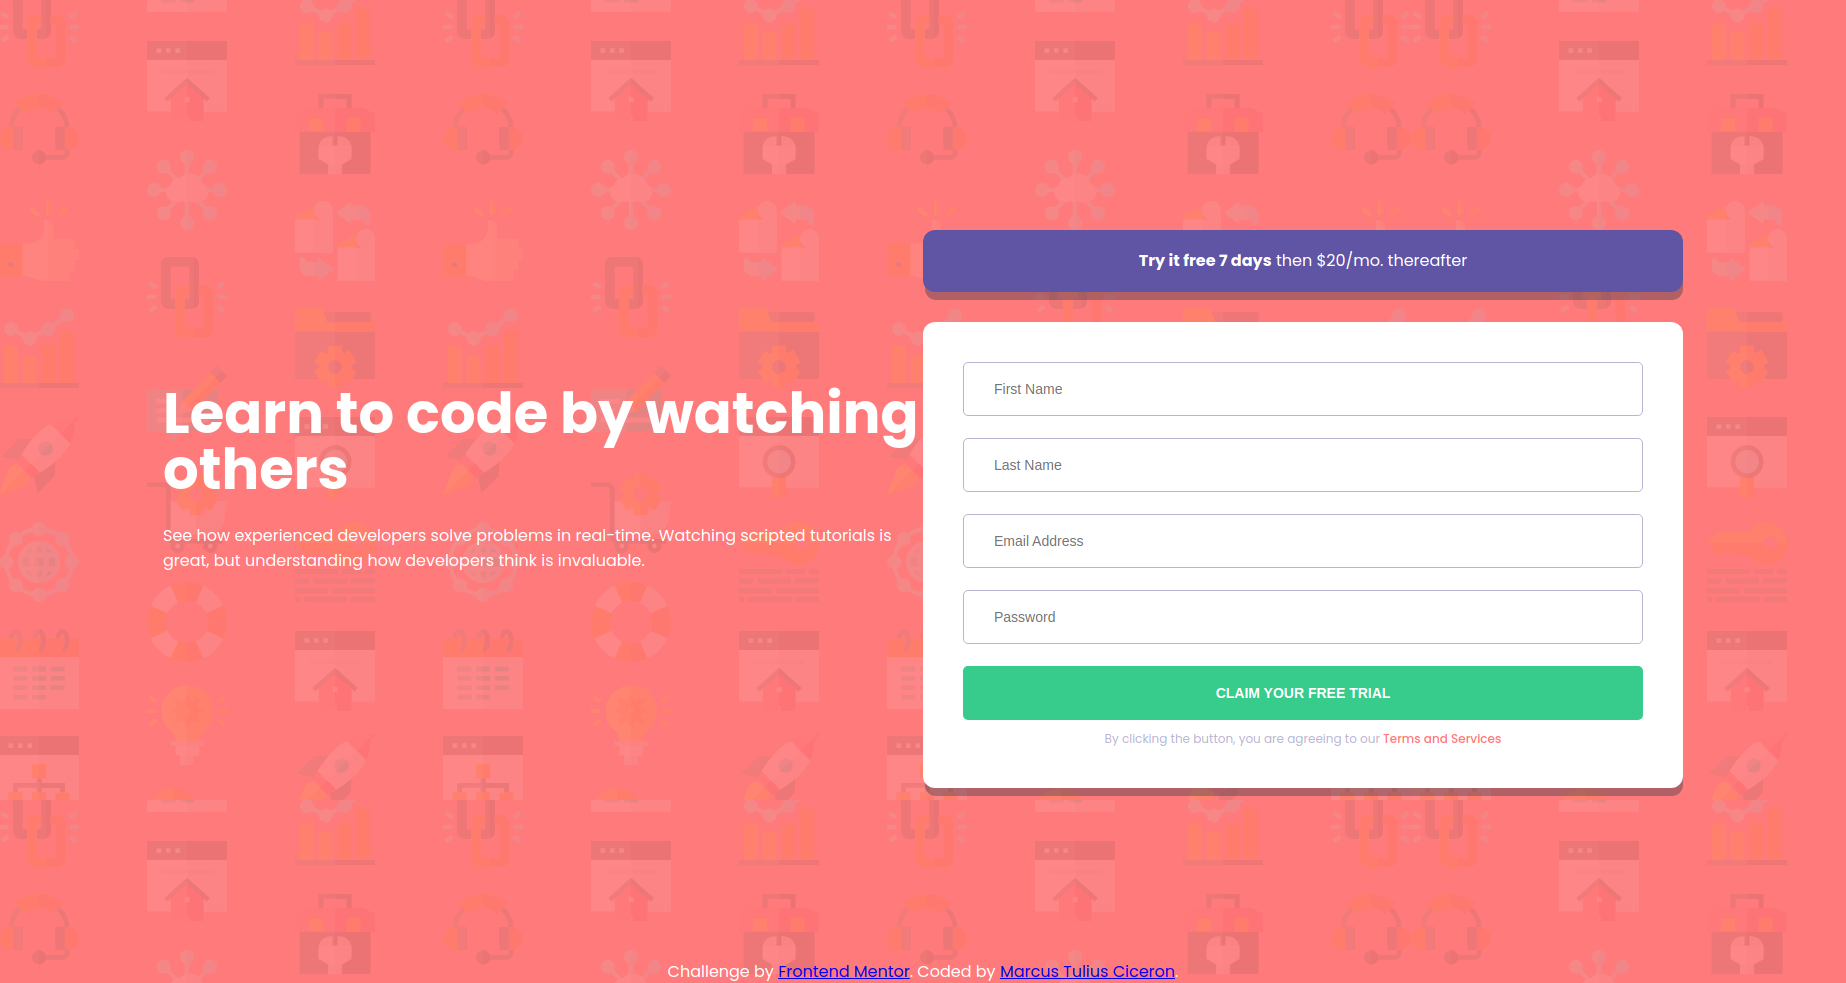 Learn to code by watching
others
See how experienced developers solve problems in real-time. Watching scripted tutorials is
great, but understanding how developers think is invaluable.
Try it free 7 days then $20/mo. thereafter
First Name
Last Name
Email Address
Password
CLAIM YOUR FREE TRIAL
By clicking the button, you are agreeing to our Terms and Services
Challenge by Frontend Mentor. Coded by Marcus Tulius Ciceron.